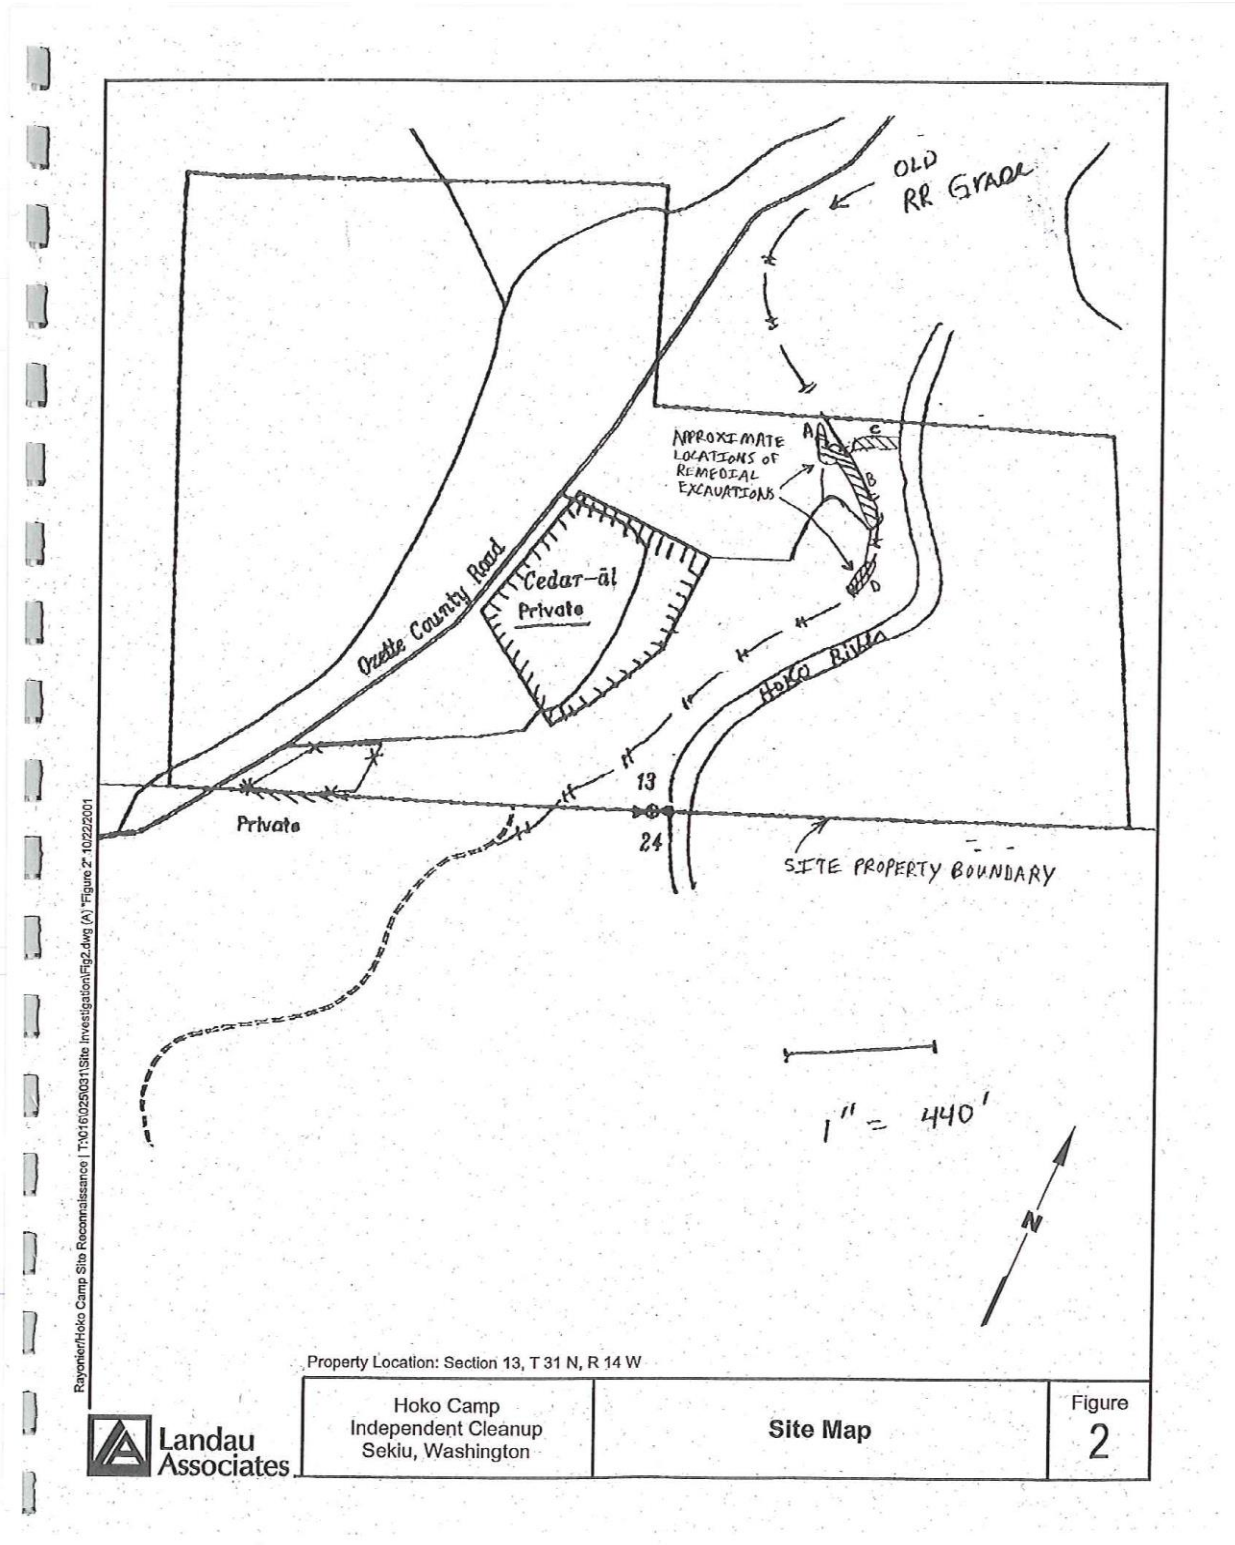 OLD
RR GRADE
A
C
B
D
APPROXIMATE
LOCATIONS OF
REMEDIAL
EXCAVATIONS
Ozette County Road
Cedar-āl
Private
HOKO RIVER
13
24
Private
SITE PROPERTY BOUNDARY
1" = 440'
N
Rayonier/Hoko Camp Site Reconnaissance | T:\016\025\031\Site Investigation\Fig2.dwg (A) "Figure 2" 10/22/2001
Property Location: Section 13, T 31 N, R 14 W
Landau
Associates
Hoko Camp
Independent Cleanup
Sekiu, Washington
Site Map
Figure
2